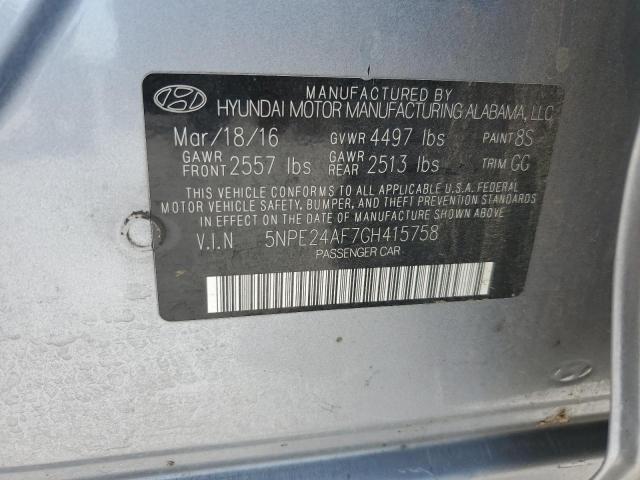 MANUFACTURED BY
HYUNDAI MOTOR MANUFACTURING ALABAMA, LLC
Mar/18/16 GVWR 4497 lbs PAINT 8S
GAWR FRONT 2557 lbs GAWR REAR 2513 lbs TRIM GG
THIS VEHICLE CONFORMS TO ALL APPLICABLE U.S.A. FEDERAL
MOTOR VEHICLE SAFETY, BUMPER, AND THEFT PREVENTION STANDARDS
IN EFFECT ON THE DATE OF MANUFACTURE SHOWN ABOVE
V.I.N 5NPE24AF7GH415758
PASSENGER CAR